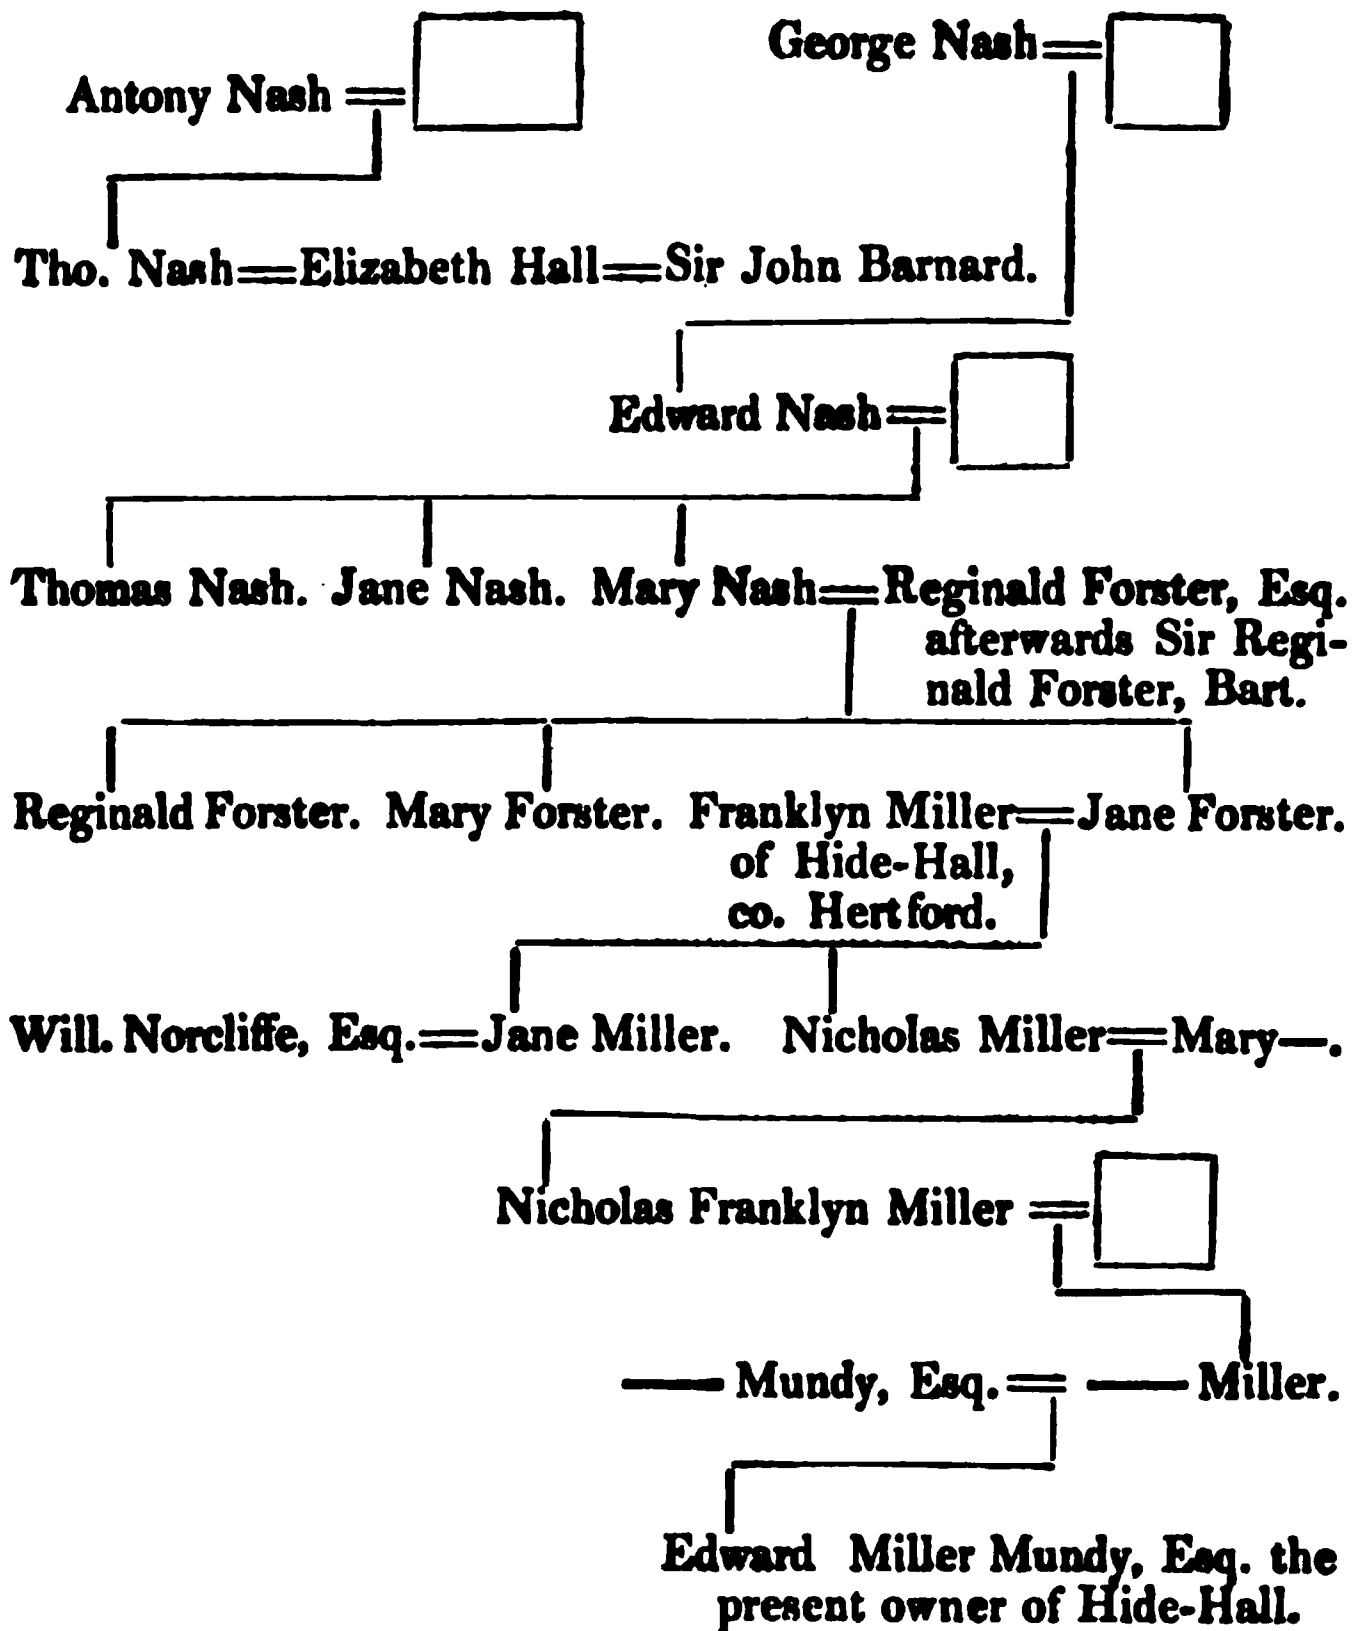 George Nash
Antony Nash
Tho. Nash=Elizabeth Hall=Sir John Barnard.
Edward Nash=
Thomas Nash. Jane Nash. Mary Nash=Reginald Forster, Esq.
afterwards Sir Regi-
nald Forster, Bart.
Reginald Forster. Mary Forster. Franklyn Miller=Jane Forster.
of Hide-Hall,
co. Hertford.
Will. Norcliffe, Esq.=Jane Miller. Nicholas Miller=Mary—.
Nicholas Franklyn Miller =
— Mundy, Esq. = — Miller.
Edward Miller Mundy, Esq. the
present owner of Hide-Hall.